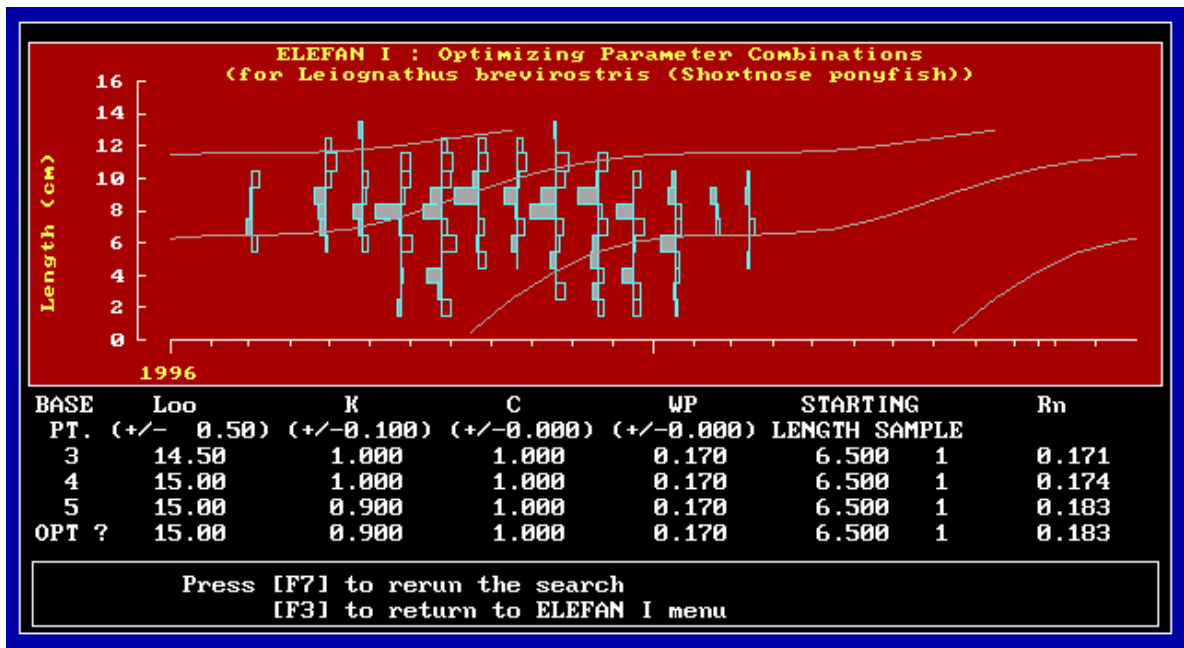 ELEFAN I : Optimizing Parameter Combinations
(for Leiognathus brevirostris (Shortnose ponyfish))
16
14
12
10
8
6
4
2
0
Length (cm)
1996
BASE Loo K C WP STARTING Rn
PT. (+/- 0.50) (+/-0.100) (+/-0.000) (+/-0.000) LENGTH SAMPLE
3 14.50 1.000 1.000 0.170 6.500 1 0.171
4 15.00 1.000 1.000 0.170 6.500 1 0.174
5 15.00 0.900 1.000 0.170 6.500 1 0.183
OPT ? 15.00 0.900 1.000 0.170 6.500 1 0.183
Press [F7] to rerun the search
[F3] to return to ELEFAN I menu